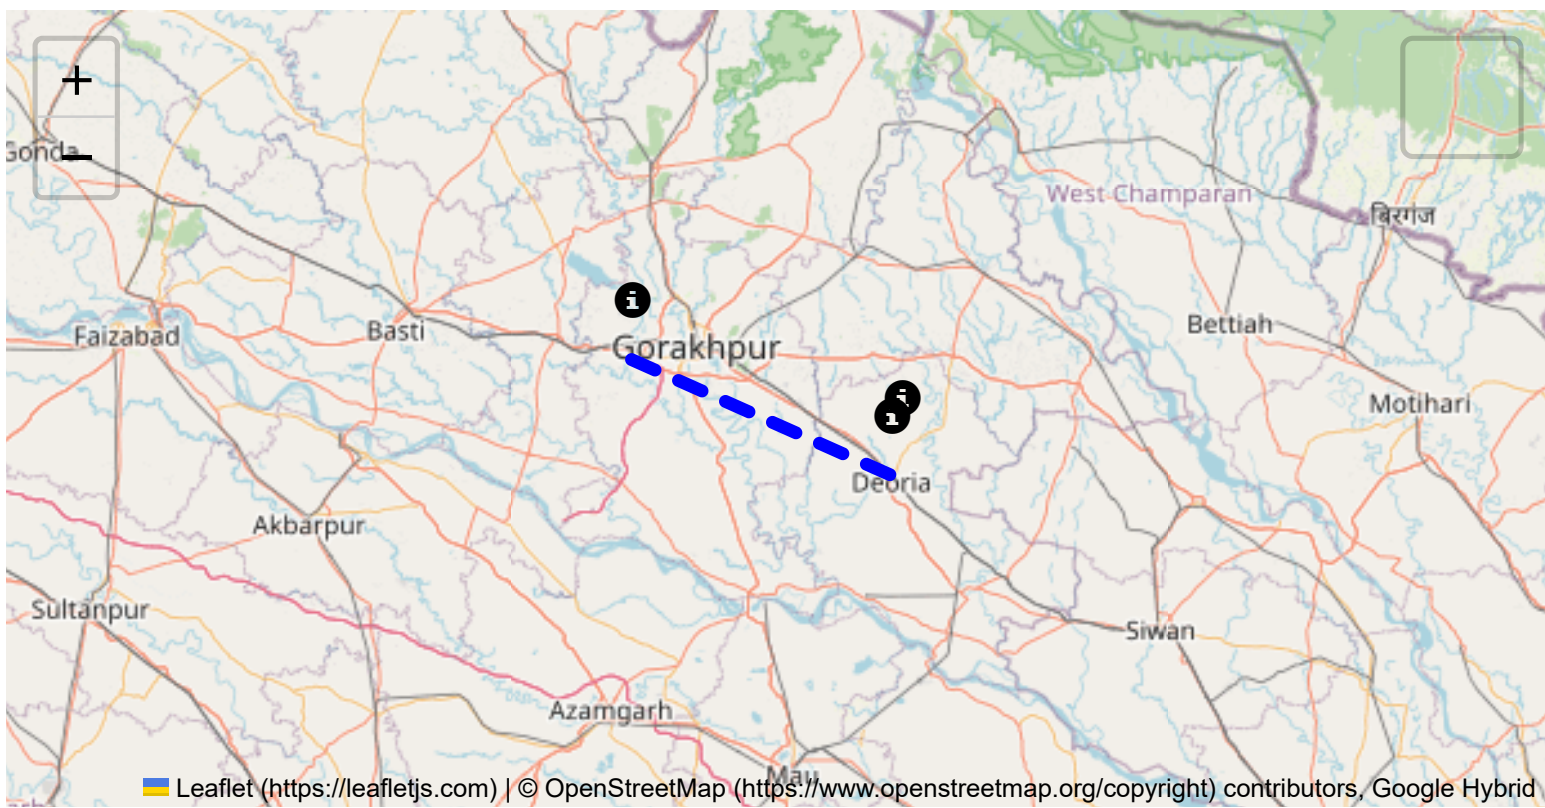 +
Gonda
−
West Champaran
बिरगंज
Faizabad
Basti
Gorakhpur
Bettiah
Motihari
Deoria
Akbarpur
Sultanpur
Siwan
Azamgarh
Mau
Leaflet (https://leafletjs.com) | © OpenStreetMap (https://www.openstreetmap.org/copyright) contributors, Google Hybrid